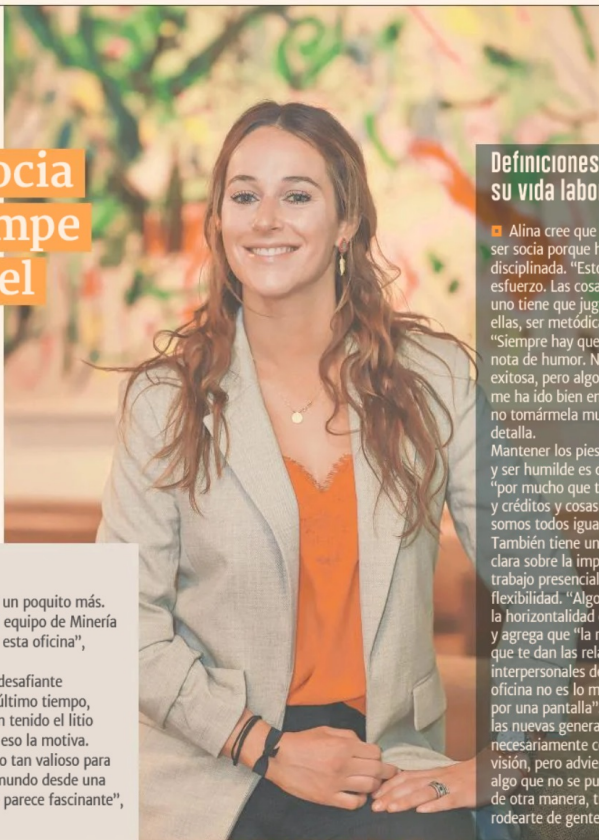 ocia
mpe
el
un poquito más.
equipo de Minería
esta oficina",
desafiante
último tiempo,
n tenido el litio
eso la motiva.
o tan valioso para
mundo desde una
parece fascinante",
Definiciones
su vida labo
Alina cree que
ser socia porque h
disciplinada. "Esto
esfuerzo. Las cosa
uno tiene que jug
ellas, ser metódic
"Siempre hay que
nota de humor. N
exitosa, pero algo
me ha ido bien en
no tomármela mu
detalla.
Mantener los pies
y ser humilde es c
"por mucho que t
y créditos y cosas
somos todos igua
También tiene un
clara sobre la imp
trabajo presencial
flexibilidad. "Algo
la horizontalidad
y agrega que "la r
que te dan las rela
interpersonales de
oficina no es lo m
por una pantalla"
las nuevas genera
necesariamente c
visión, pero advie
algo que no se pu
de otra manera, t
rodearte de gente